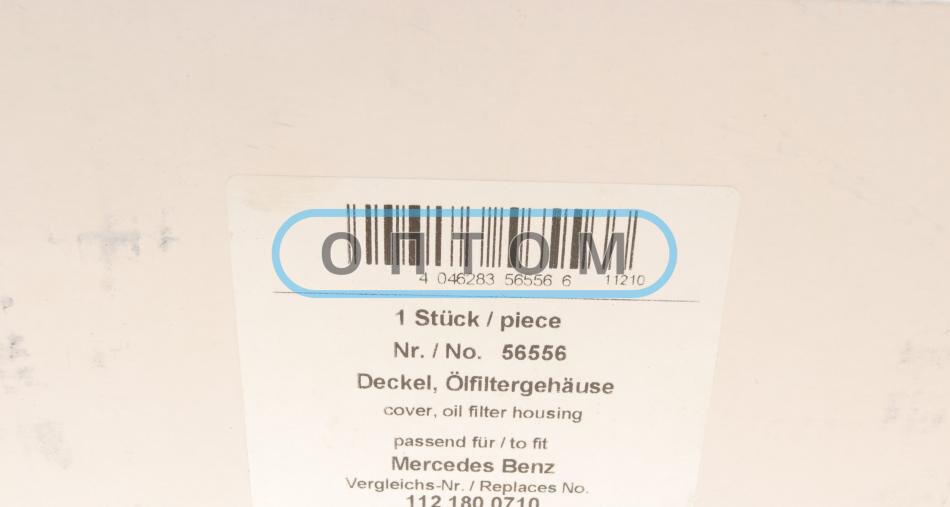 ОПТОМ
4 046283 56556 6 11210
1 Stück / piece
Nr. / No. 56556
Deckel, Ölfiltergehäuse
cover, oil filter housing
passend für / to fit
Mercedes Benz
Vergleichs-Nr. / Replaces No.
112 180 0710